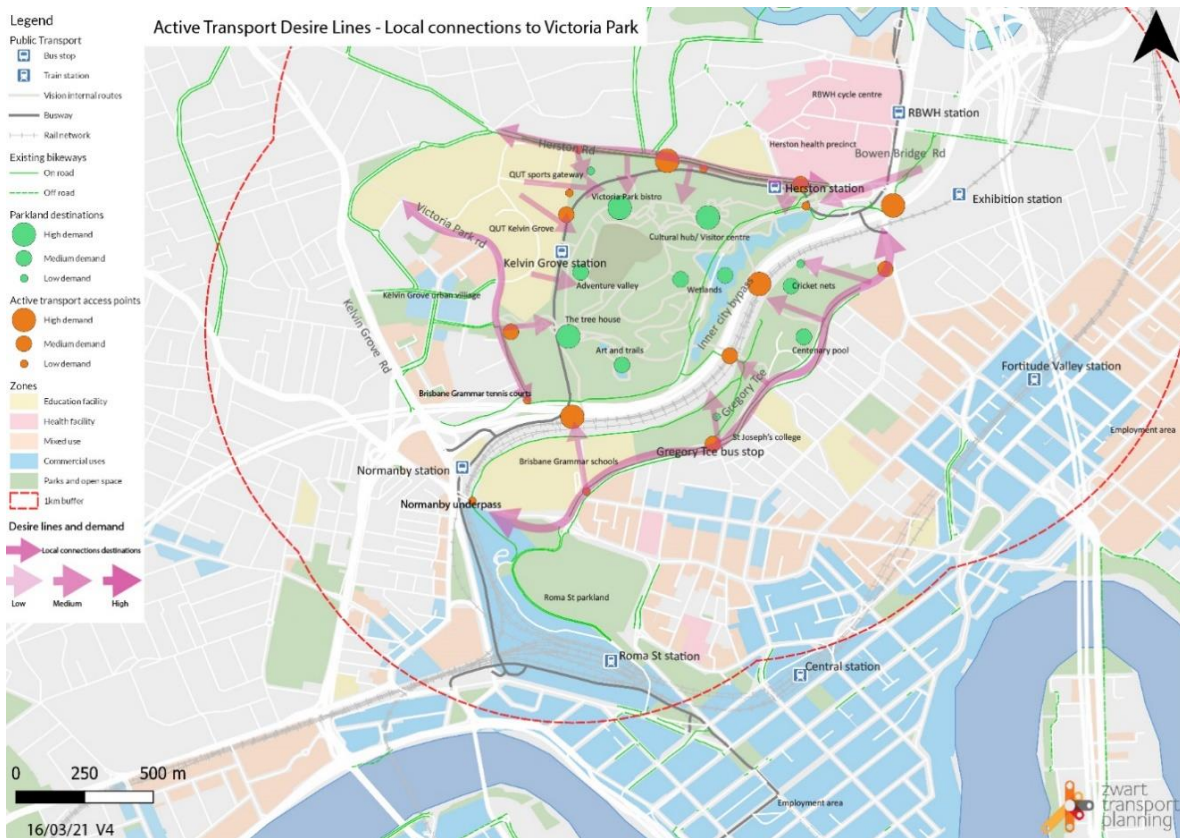 Active Transport Desire Lines - Local connections to Victoria Park
Legend
Public Transport
Bus stop
Train station
Vision internal routes
Busway
Rail network
Existing bikeways
On road
Off road
Parkland destinations
High demand
Medium demand
Low demand
Active transport access points
High demand
Medium demand
Low demand
Zones
Education facility
Health facility
Mixed use
Commercial uses
Parks and open space
1km buffer
Desire lines and demand
Local connections destinations
Low
Medium
High
RBWH cycle centre
RBWH station
Herston Rd
Herston health precinct
Bowen Bridge Rd
QUT sports gateway
Herston station
Exhibition station
Victoria Park bistro
Victoria Park rd
QUT Kelvin Grove
Cultural hub/ Visitor centre
Kelvin Grove station
Adventure valley
Wetlands
Cricket nets
Kelvin Grove urban village
Inner city bypass
Kelvin Grove Rd
The tree house
Art and trails
Centenary pool
Fortitude Valley station
Brisbane Grammar tennis courts
Gregory Tce
Employment area
St Joseph's college
Gregory Tce bus stop
Brisbane Grammar schools
Normanby station
Normanby underpass
Roma St parkland
Roma St station
Central station
Employment area
0 250 500 m
16/03/21 V4
zwart
transport
planning